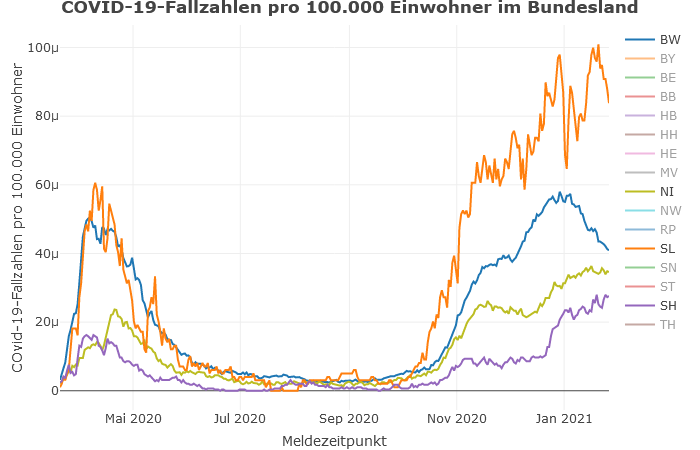 COVID-19-Fallzahlen pro 100.000 Einwohner im Bundesland
100μ
80μ
60μ
40μ
20μ
0
COvid-19-Fallzahlen pro 100.000 Einwohner
Mai 2020
Jul 2020
Sep 2020
Nov 2020
Jan 2021
Meldezeitpunkt
BW
BY
BE
BB
HB
HH
HE
MV
NI
NW
RP
SL
SN
ST
SH
TH